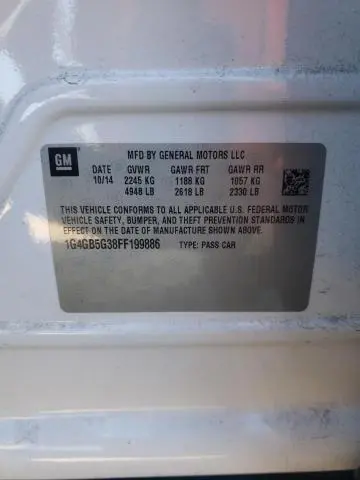 GM
MFD BY GENERAL MOTORS LLC
DATE GVWR GAWR FRT GAWR RR
10/14 2245 KG 1188 KG 1057 KG
4948 LB 2618 LB 2330 LB
THIS VEHICLE CONFORMS TO ALL APPLICABLE U.S. FEDERAL MOTOR
VEHICLE SAFETY, BUMPER, AND THEFT PREVENTION STANDARDS
IN EFFECT ON THE DATE OF MANUFACTURE SHOWN ABOVE.
1G4GB5G38FF199886 TYPE: PASS CAR